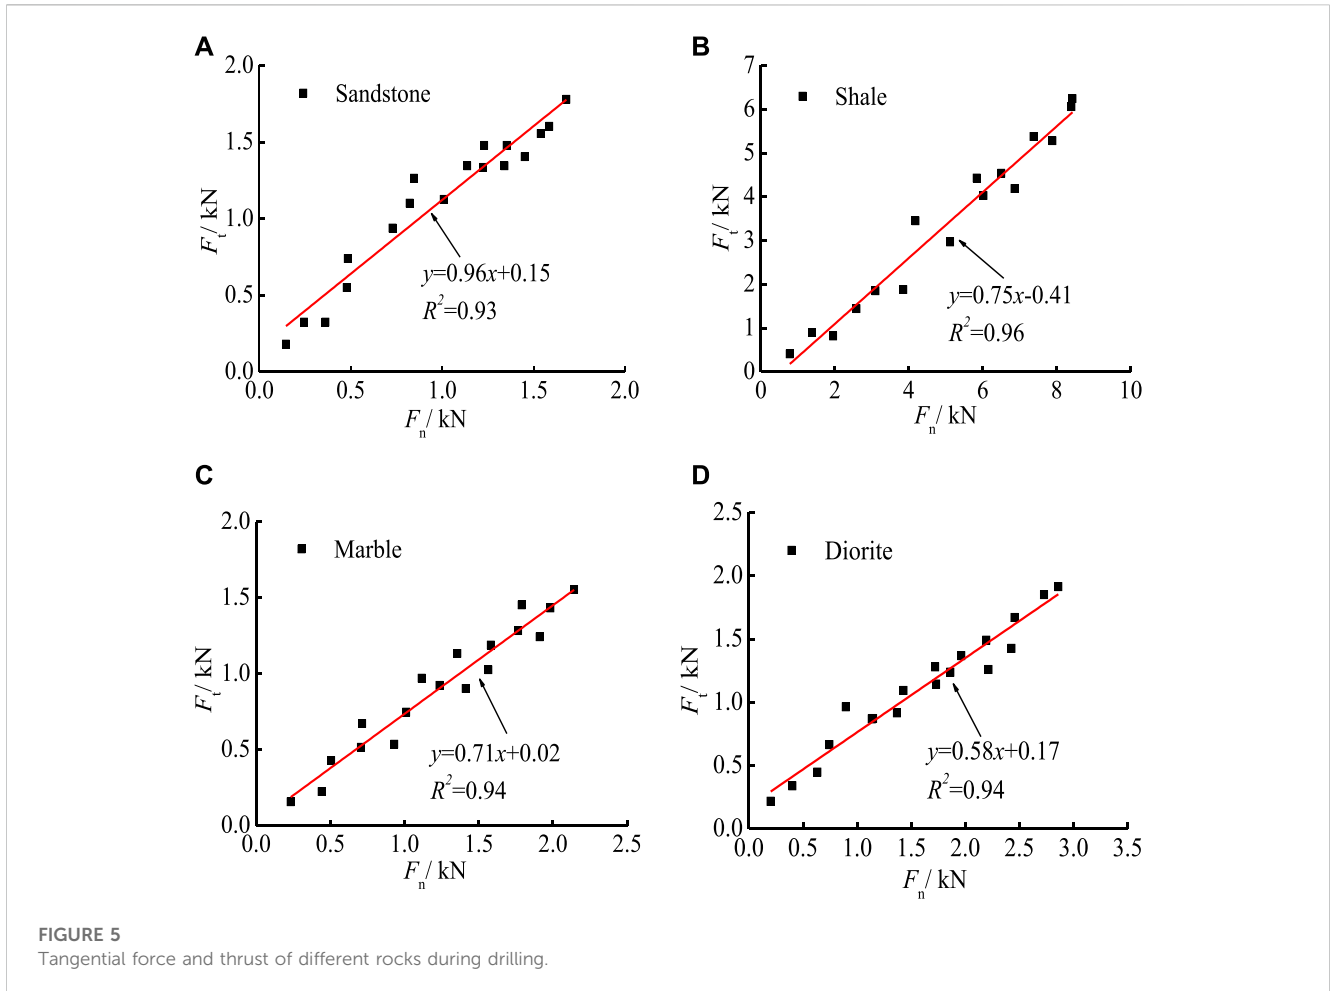 A
2.0
1.5
1.0
0.5
0.0
Sandstone
y=0.96x+0.15
R²=0.93
0.0 0.5 1.0 1.5 2.0
Fₙ/ kN
Fₜ/ kN
B
7
6
5
4
3
2
1
0
Shale
y=0.75x-0.41
R²=0.96
0 2 4 6 8 10
Fₙ/ kN
Fₜ/ kN
C
2.0
1.5
1.0
0.5
0.0
Marble
y=0.71x+0.02
R²=0.94
0.0 0.5 1.0 1.5 2.0 2.5
Fₙ/ kN
Fₜ/ kN
D
2.5
2.0
1.5
1.0
0.5
0.0
Diorite
y=0.58x+0.17
R²=0.94
0.0 0.5 1.0 1.5 2.0 2.5 3.0 3.5
Fₙ/ kN
Fₜ/ kN
FIGURE 5
Tangential force and thrust of different rocks during drilling.